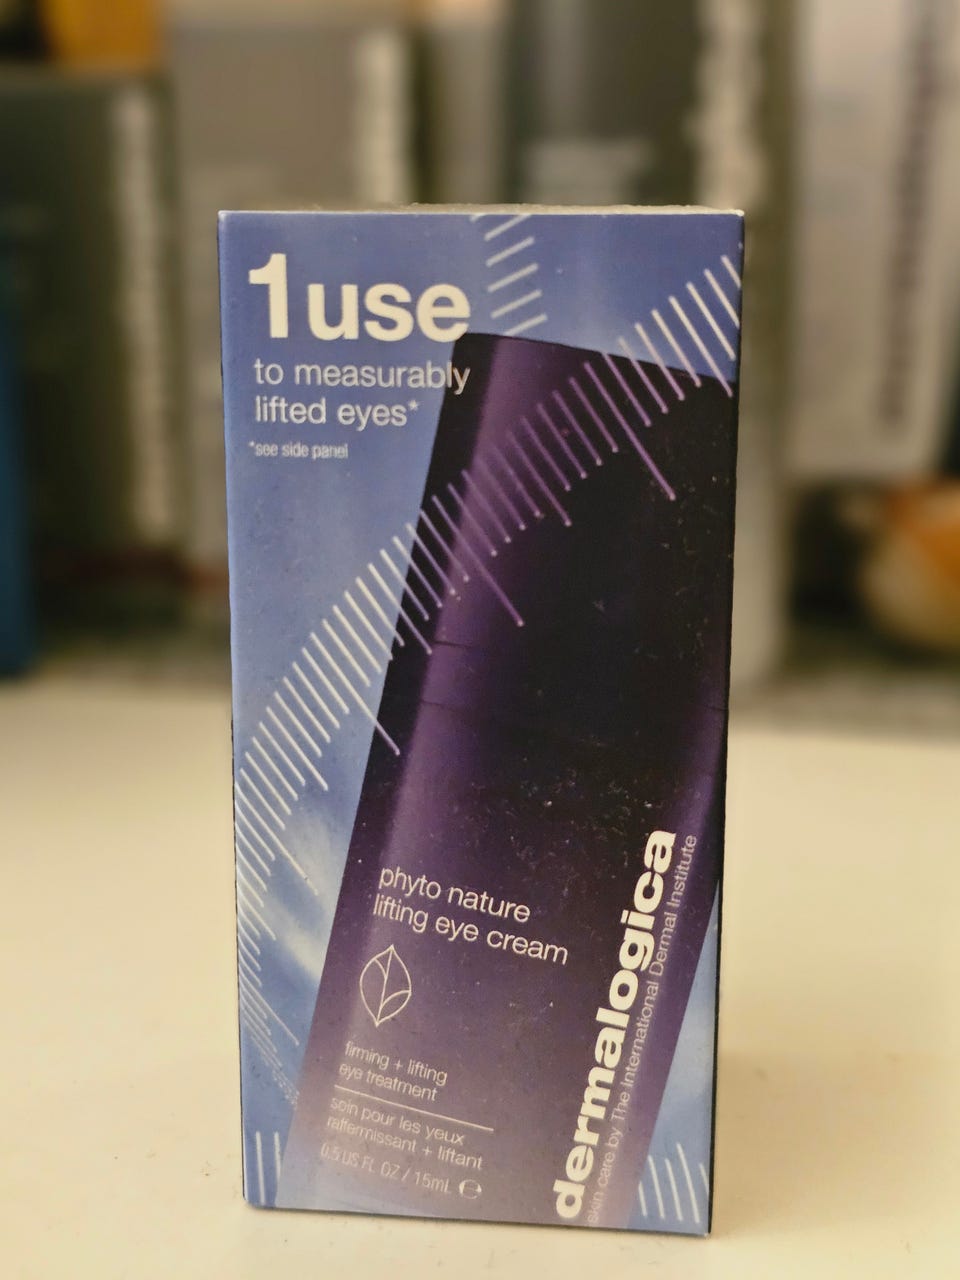 1use
to measurably
lifted eyes*
*see side panel
phyto nature
lifting eye cream
firming + lifting
eye treatment
soin pour les yeux
raffermissant + liftant
0.5 US FL OZ / 15mL ℮
dermalogica
skin care by The International Dermal Institute